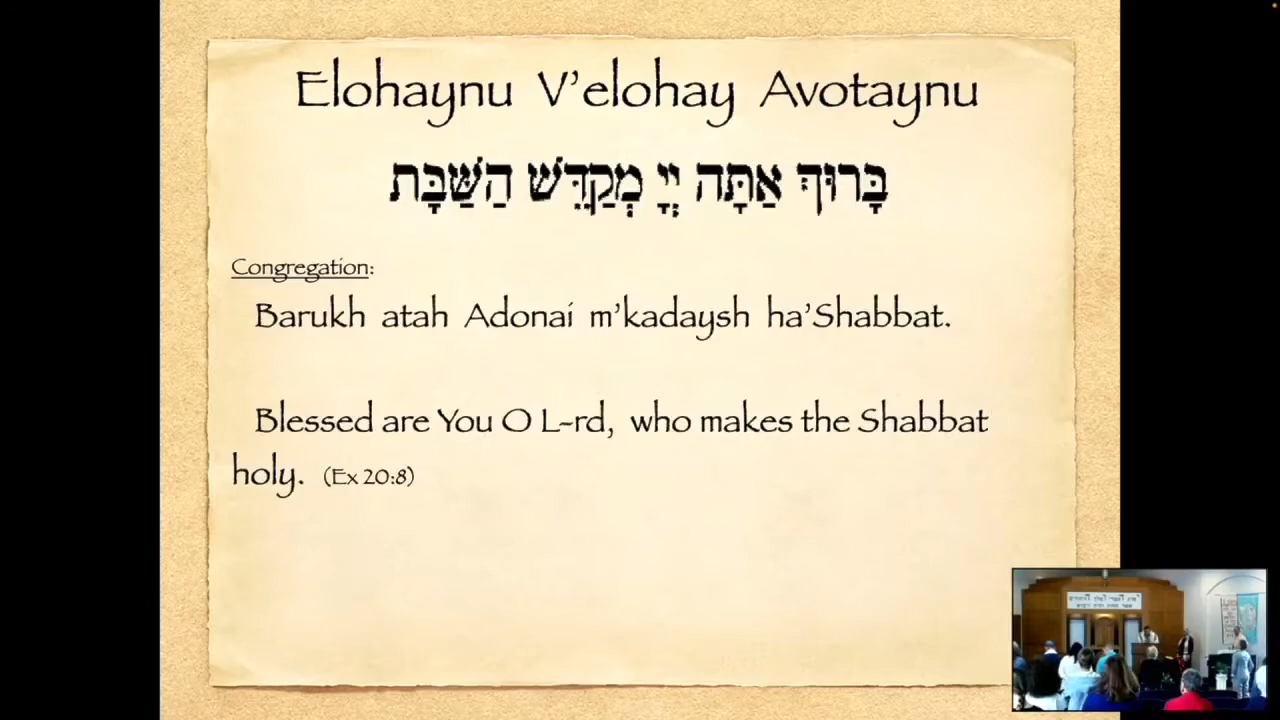 Elohaynu V'elohay Avotaynu
בָּרוּךְ אַתָּה יְיָ מְקַדֵּשׁ הַשַּׁבָּת
Congregation:
Barukh atah Adonai m'kadaysh ha'Shabbat.
Blessed are You O L-rd, who makes the Shabbat
holy. (Ex 20:8)